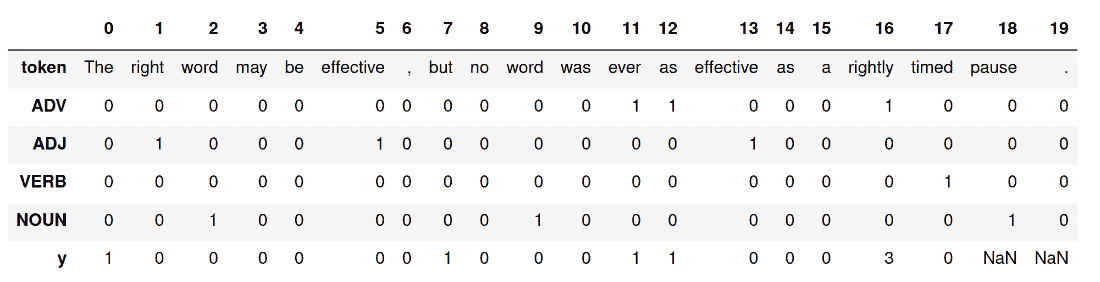 0 1 2 3 4 5 6 7 8 9 10 11 12 13 14 15 16 17 18 19
token The right word may be effective , but no word was ever as effective as a rightly timed pause .
ADV 0 0 0 0 0 0 0 0 0 0 0 1 1 0 0 0 1 0 0 0
ADJ 0 1 0 0 0 1 0 0 0 0 0 0 0 1 0 0 0 0 0 0
VERB 0 0 0 0 0 0 0 0 0 0 0 0 0 0 0 0 0 1 0 0
NOUN 0 0 1 0 0 0 0 0 0 1 0 0 0 0 0 0 0 0 1 0
y 1 0 0 0 0 0 0 1 0 0 0 1 1 0 0 0 3 0 NaN NaN